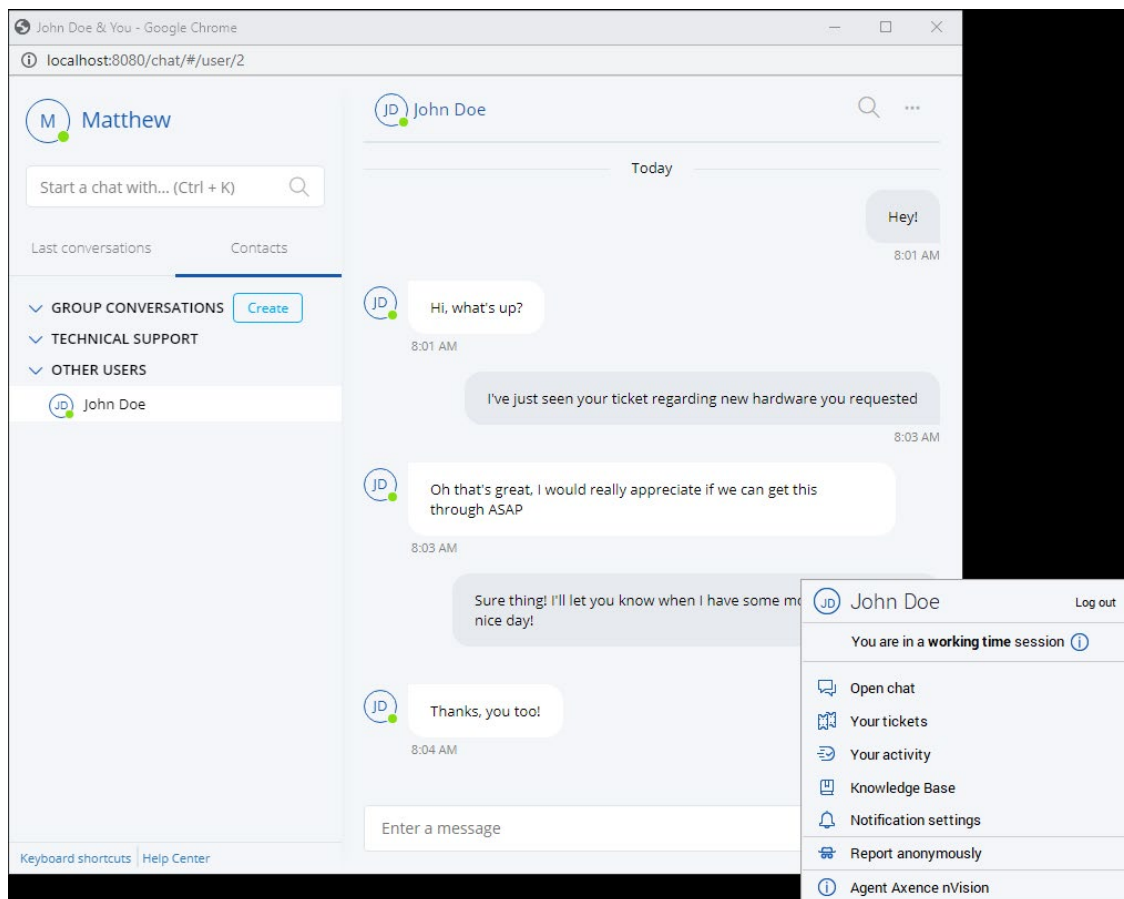 John Doe & You - Google Chrome
localhost:8080/chat/#/user/2
M Matthew
Start a chat with... (Ctrl + K)
Last conversations Contacts
GROUP CONVERSATIONS Create
TECHNICAL SUPPORT
OTHER USERS
JD John Doe
Keyboard shortcuts Help Center
JD John Doe
Today
Hey!
8:01 AM
JD Hi, what's up?
8:01 AM
I've just seen your ticket regarding new hardware you requested
8:03 AM
JD Oh that's great, I would really appreciate if we can get this
through ASAP
8:03 AM
Sure thing! I'll let you know when I have some
nice day!
JD Thanks, you too!
8:04 AM
Enter a message
JD John Doe Log out
You are in a working time session
Open chat
Your tickets
Your activity
Knowledge Base
Notification settings
Report anonymously
Agent Axence nVision